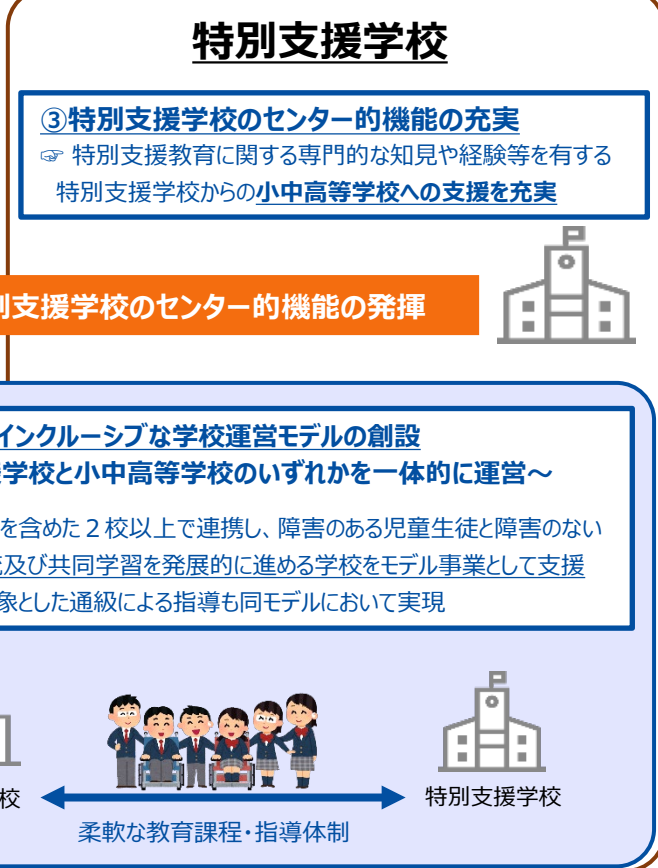 特別支援学校
③特別支援学校のセンター的機能の充実
☞ 特別支援教育に関する専門的な知見や経験等を有する
特別支援学校からの小中高等学校への支援を充実
支援学校のセンター的機能の発揮
インクルーシブな学校運営モデルの創設
学校と小中高等学校のいずれかを一体的に運営～
を含めた２校以上で連携し、障害のある児童生徒と障害のない
及び共同学習を発展的に進める学校をモデル事業として支援
象とした通級による指導も同モデルにおいて実現
校
特別支援学校
柔軟な教育課程・指導体制